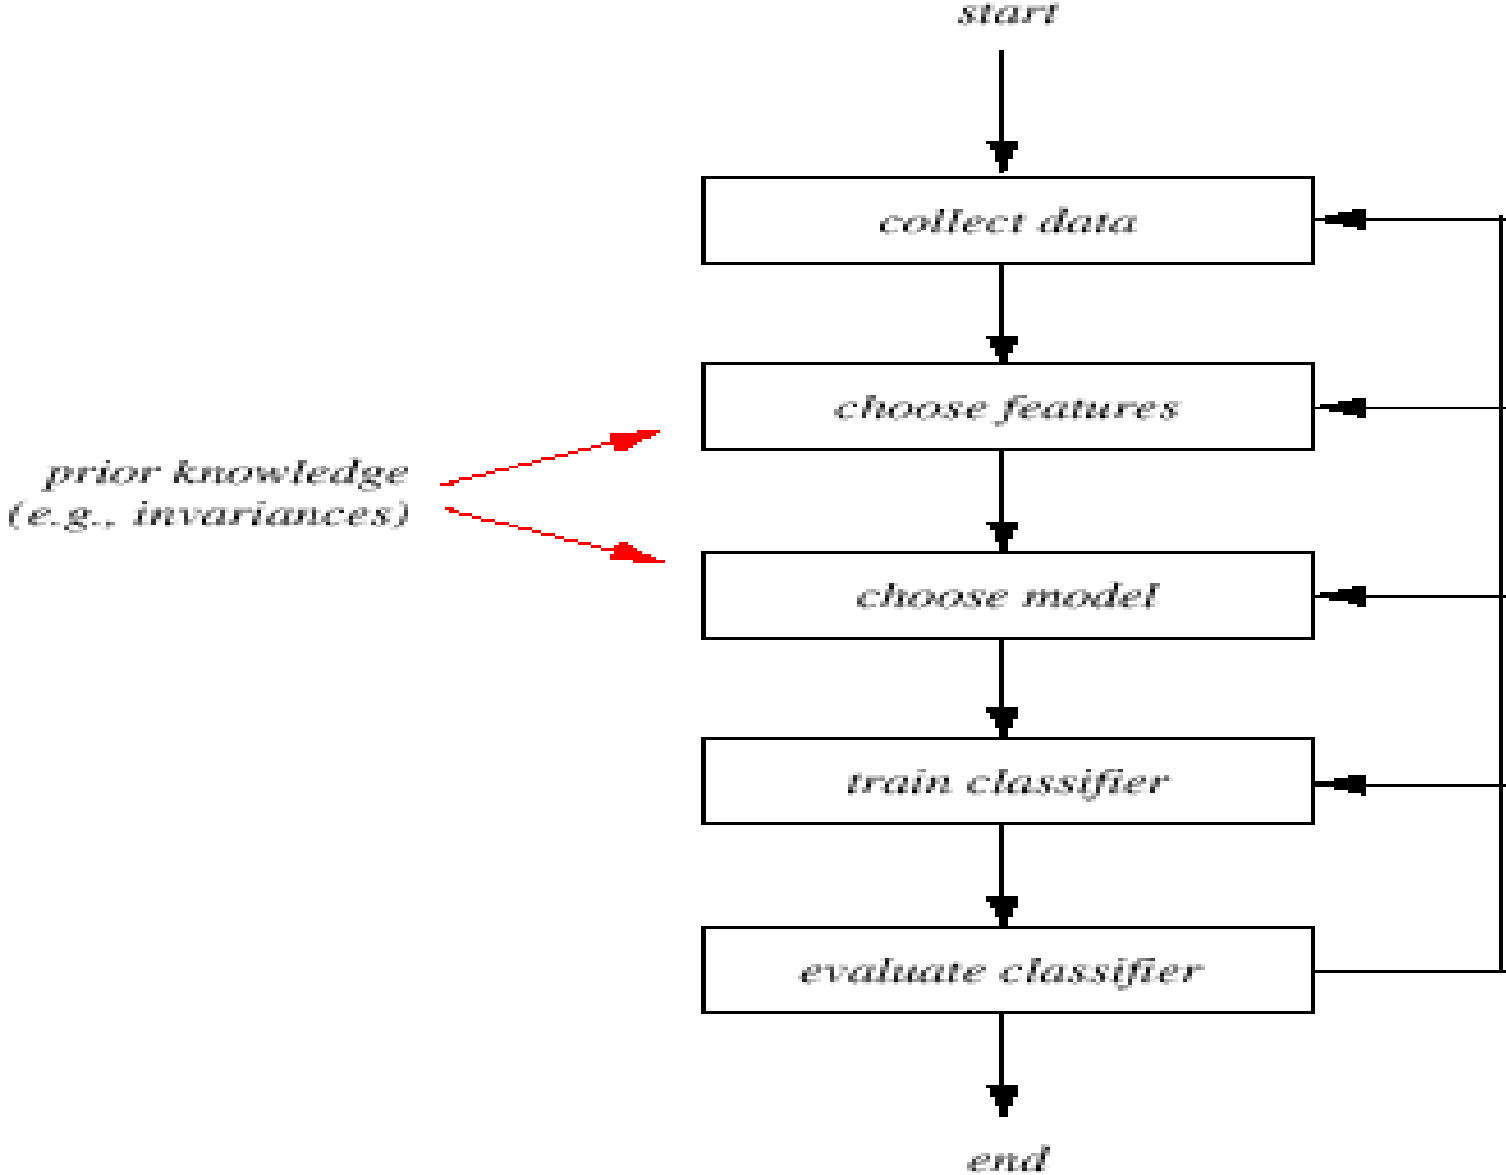 start
collect data
choose features
prior knowledge
(e.g., invariances)
choose model
train classifier
evaluate classifier
end